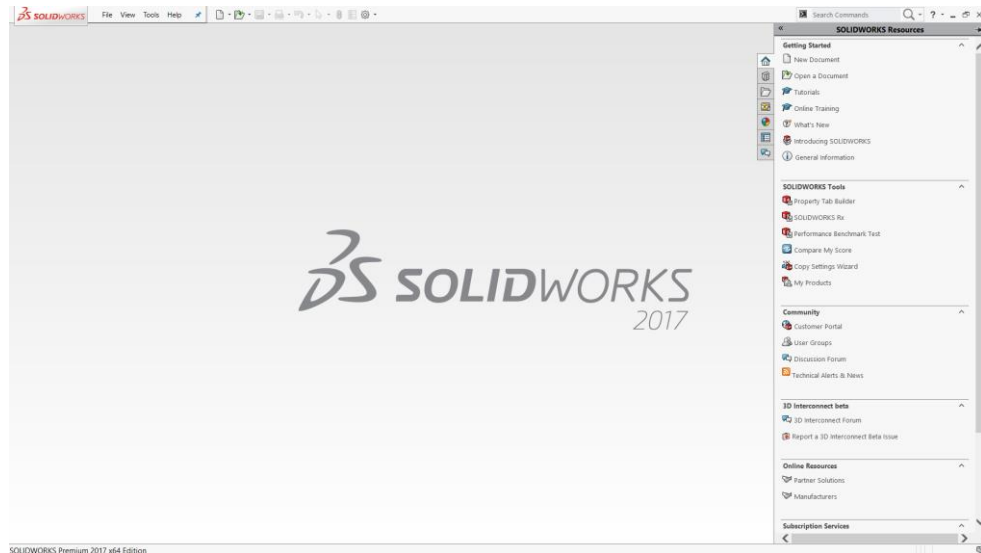 SOLIDWORKS File View Tools Help Search Commands ?
SOLIDWORKS Resources
Getting Started
New Document
Open a Document
Tutorials
Online Training
What's New
Introducing SOLIDWORKS
General Information
SOLIDWORKS Tools
Property Tab Builder
SOLIDWORKS Rx
Performance Benchmark Test
Compare My Score
Copy Settings Wizard
My Products
Community
Customer Portal
User Groups
Discussion Forum
Technical Alerts & News
3D Interconnect beta
3D Interconnect Forum
Report a 3D Interconnect Beta Issue
Online Resources
Partner Solutions
Manufacturers
Subscription Services
SOLIDWORKS
2017
SOLIDWORKS Premium 2017 x64 Edition